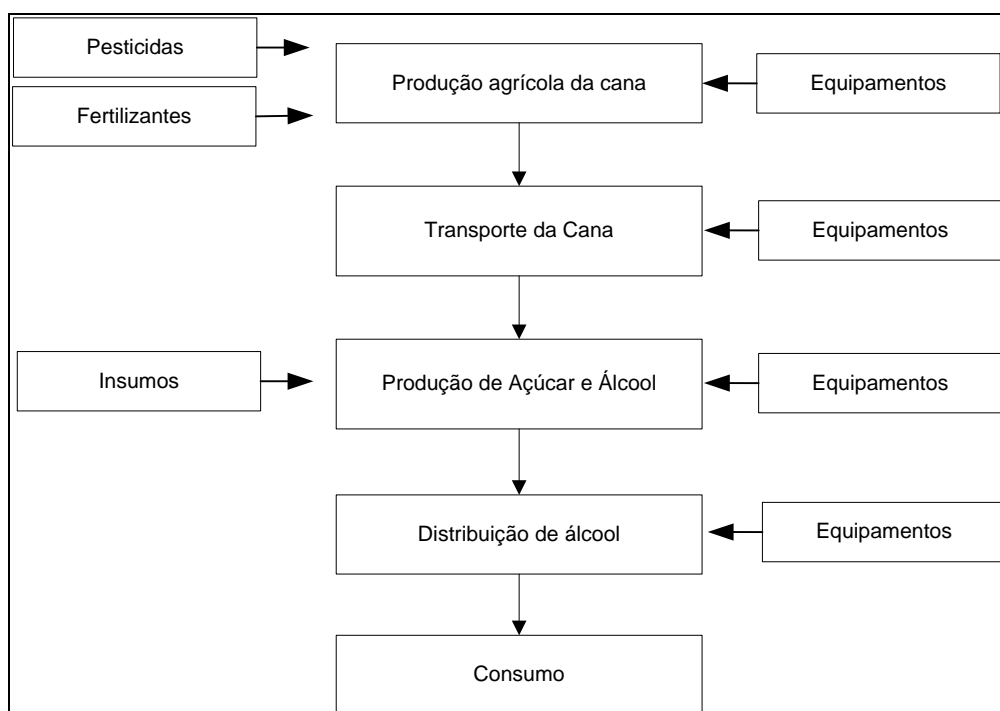 Pesticidas
Produção agrícola da cana
Equipamentos
Fertilizantes
Transporte da Cana
Equipamentos
Insumos
Produção de Açúcar e Álcool
Equipamentos
Distribuição de álcool
Equipamentos
Consumo